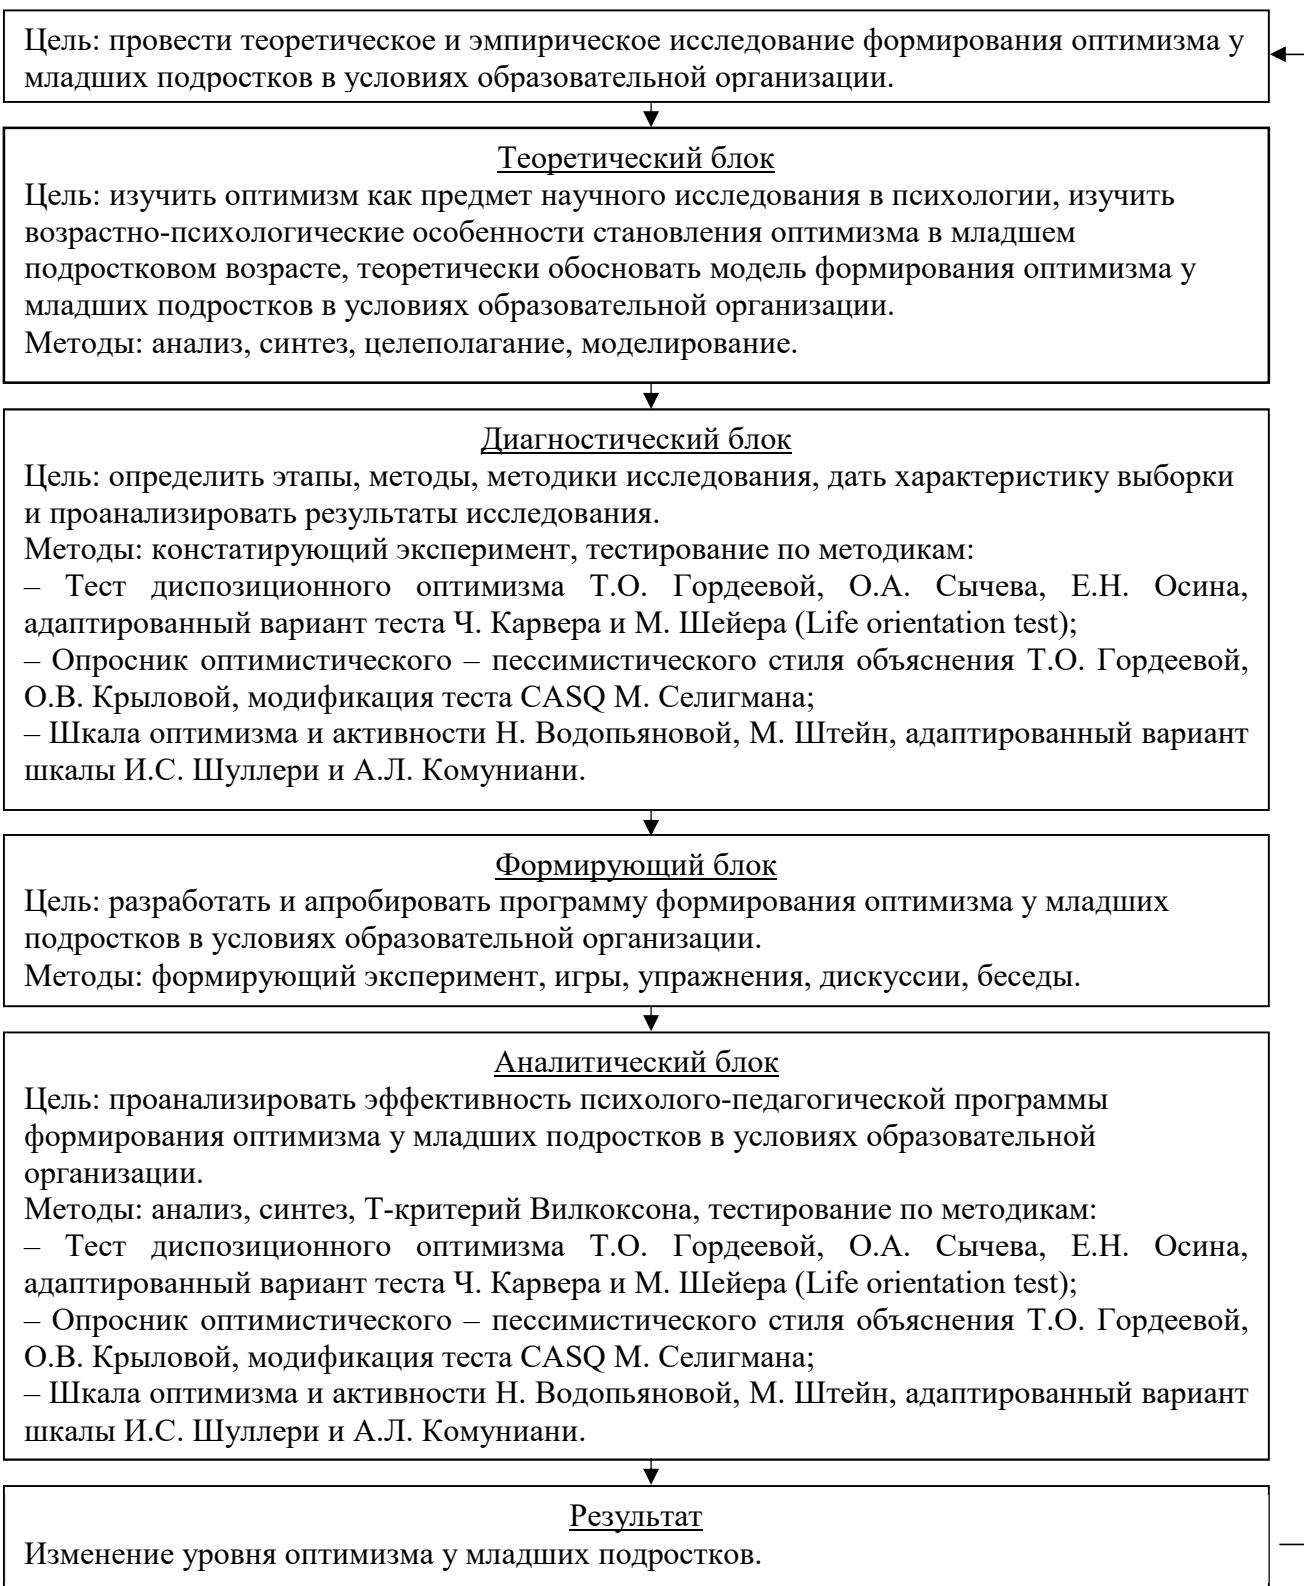 Цель: провести теоретическое и эмпирическое исследование формирования оптимизма у
младших подростков в условиях образовательной организации.
Теоретический блок
Цель: изучить оптимизм как предмет научного исследования в психологии, изучить
возрастно-психологические особенности становления оптимизма в младшем
подростковом возрасте, теоретически обосновать модель формирования оптимизма у
младших подростков в условиях образовательной организации.
Методы: анализ, синтез, целеполагание, моделирование.
Диагностический блок
Цель: определить этапы, методы, методики исследования, дать характеристику выборки
и проанализировать результаты исследования.
Методы: констатирующий эксперимент, тестирование по методикам:
– Тест диспозиционного оптимизма Т.О. Гордеевой, О.А. Сычева, Е.Н. Осина,
адаптированный вариант теста Ч. Карвера и М. Шейера (Life orientation test);
– Опросник оптимистического – пессимистического стиля объяснения Т.О. Гордеевой,
О.В. Крыловой, модификация теста CASQ М. Селигмана;
– Шкала оптимизма и активности Н. Водопьяновой, М. Штейн, адаптированный вариант
шкалы И.С. Шуллери и А.Л. Комуниани.
Формирующий блок
Цель: разработать и апробировать программу формирования оптимизма у младших
подростков в условиях образовательной организации.
Методы: формирующий эксперимент, игры, упражнения, дискуссии, беседы.
Аналитический блок
Цель: проанализировать эффективность психолого-педагогической программы
формирования оптимизма у младших подростков в условиях образовательной
организации.
Методы: анализ, синтез, Т-критерий Вилкоксона, тестирование по методикам:
– Тест диспозиционного оптимизма Т.О. Гордеевой, О.А. Сычева, Е.Н. Осина,
адаптированный вариант теста Ч. Карвера и М. Шейера (Life orientation test);
– Опросник оптимистического – пессимистического стиля объяснения Т.О. Гордеевой,
О.В. Крыловой, модификация теста CASQ М. Селигмана;
– Шкала оптимизма и активности Н. Водопьяновой, М. Штейн, адаптированный вариант
шкалы И.С. Шуллери и А.Л. Комуниани.
Результат
Изменение уровня оптимизма у младших подростков.